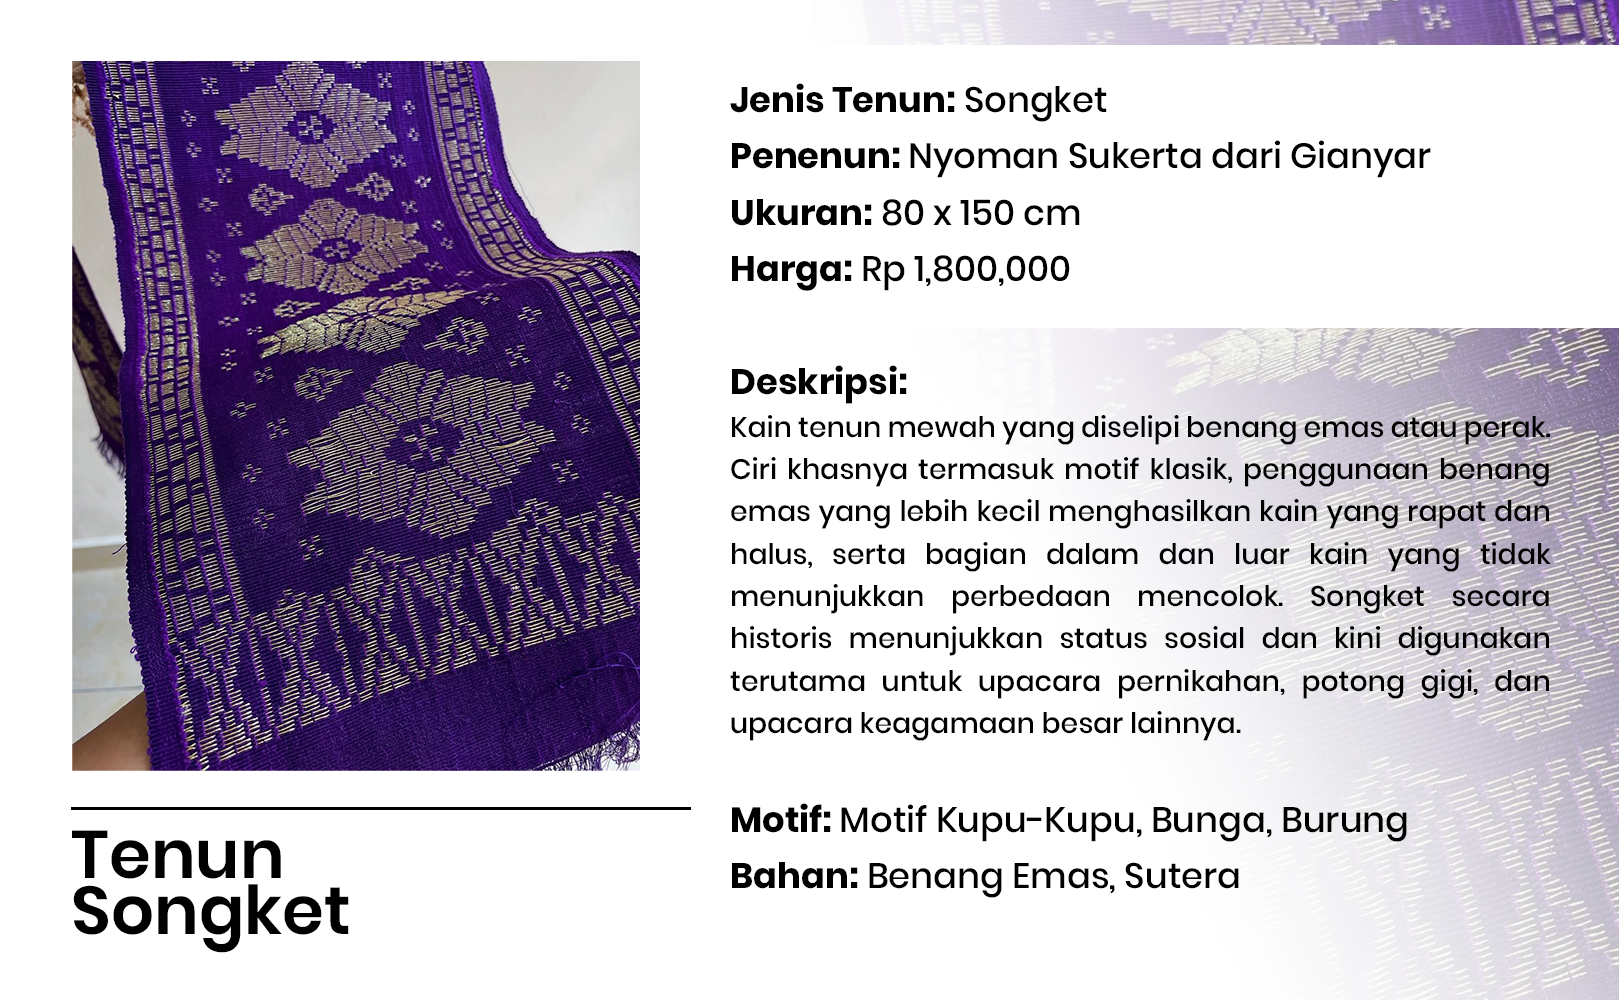 Jenis Tenun: Songket
Penenun: Nyoman Sukerta dari Gianyar
Ukuran: 80 x 150 cm
Harga: Rp 1,800,000
Deskripsi:
Kain tenun mewah yang diselipi benang emas atau perak.
Ciri khasnya termasuk motif klasik, penggunaan benang
emas yang lebih kecil menghasilkan kain yang rapat dan
halus, serta bagian dalam dan luar kain yang tidak
menunjukkan perbedaan mencolok. Songket secara
historis menunjukkan status sosial dan kini digunakan
terutama untuk upacara pernikahan, potong gigi, dan
upacara keagamaan besar lainnya.
Motif: Motif Kupu-Kupu, Bunga, Burung
Bahan: Benang Emas, Sutera
Tenun
Songket